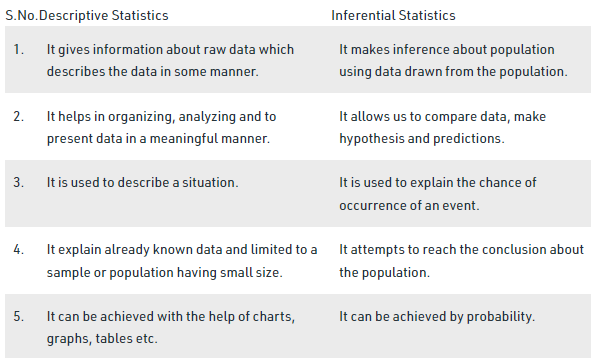 S.No.Descriptive Statistics Inferential Statistics
1. It gives information about raw data which It makes inference about population
describes the data in some manner. using data drawn from the population.
2. It helps in organizing, analyzing and to It allows us to compare data, make
present data in a meaningful manner. hypothesis and predictions.
3. It is used to describe a situation. It is used to explain the chance of
occurrence of an event.
4. It explain already known data and limited to a It attempts to reach the conclusion about
sample or population having small size. the population.
5. It can be achieved with the help of charts, It can be achieved by probability.
graphs, tables etc.